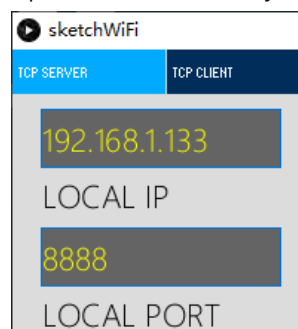 sketchWiFi
TCP SERVER TCP CLIENT
192.168.1.133
LOCAL IP
8888
LOCAL PORT